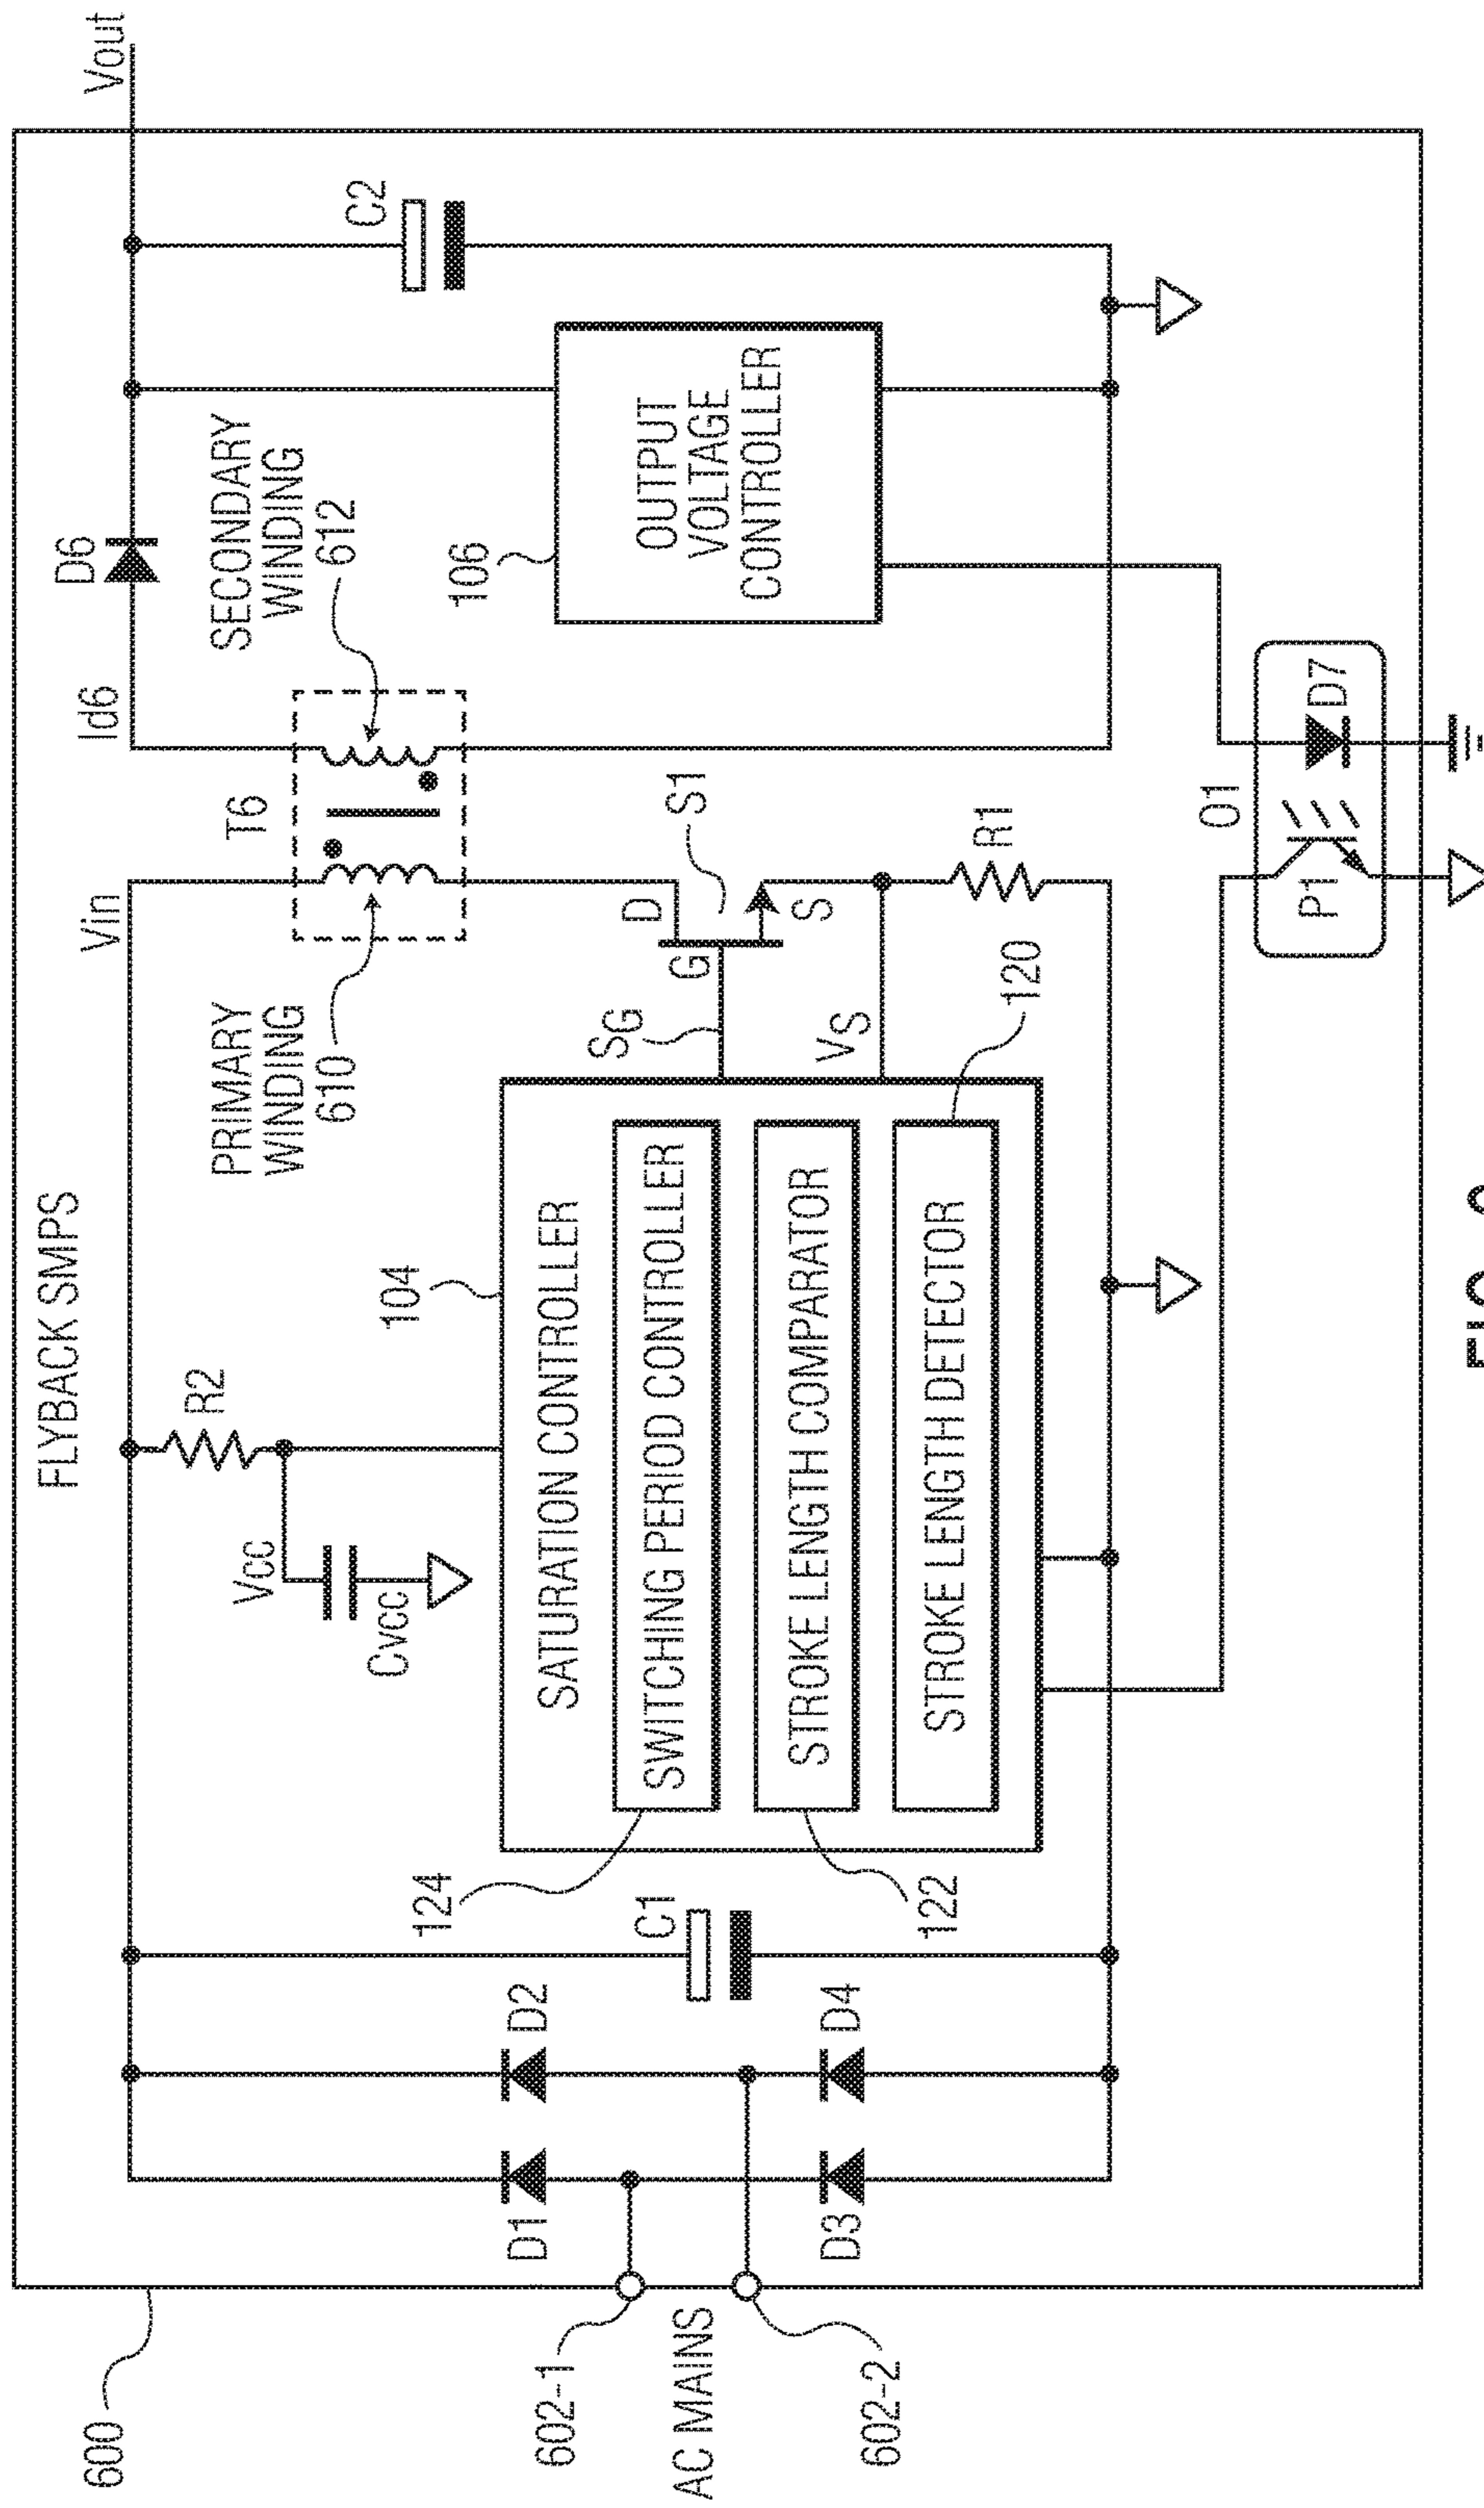 FLYBACK SMPS
600
Vin
Id6
D6
Vout
R2
Vcc
Cvcc
PRIMARY
WINDING
610
T6
SECONDARY
WINDING
612
C2
104
SATURATION CONTROLLER
SWITCHING PERIOD CONTROLLER
STROKE LENGTH COMPARATOR
STROKE LENGTH DETECTOR
124
122
120
SG
VS
D
G
S
S1
R1
106
OUTPUT
VOLTAGE
CONTROLLER
C1
D1
D2
D3
D4
602-1
AC MAINS
602-2
O1
P1
D7